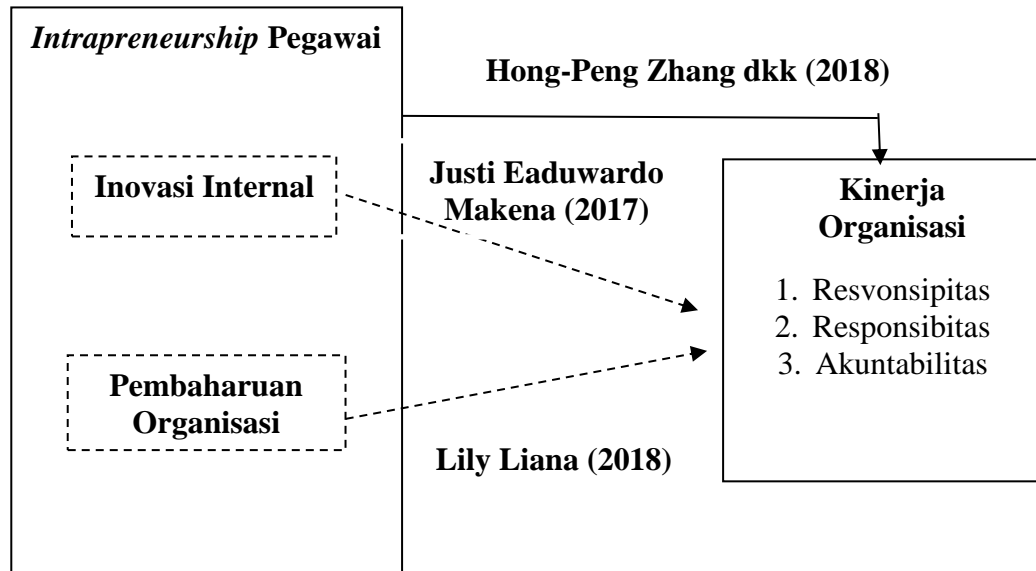 Intrapreneurship Pegawai
Hong-Peng Zhang dkk (2018)
Inovasi Internal
Justi Eaduwardo
Makena (2017)
Kinerja
Organisasi
1. Resvonsipitas
2. Responsibitas
3. Akuntabilitas
Pembaharuan
Organisasi
Lily Liana (2018)